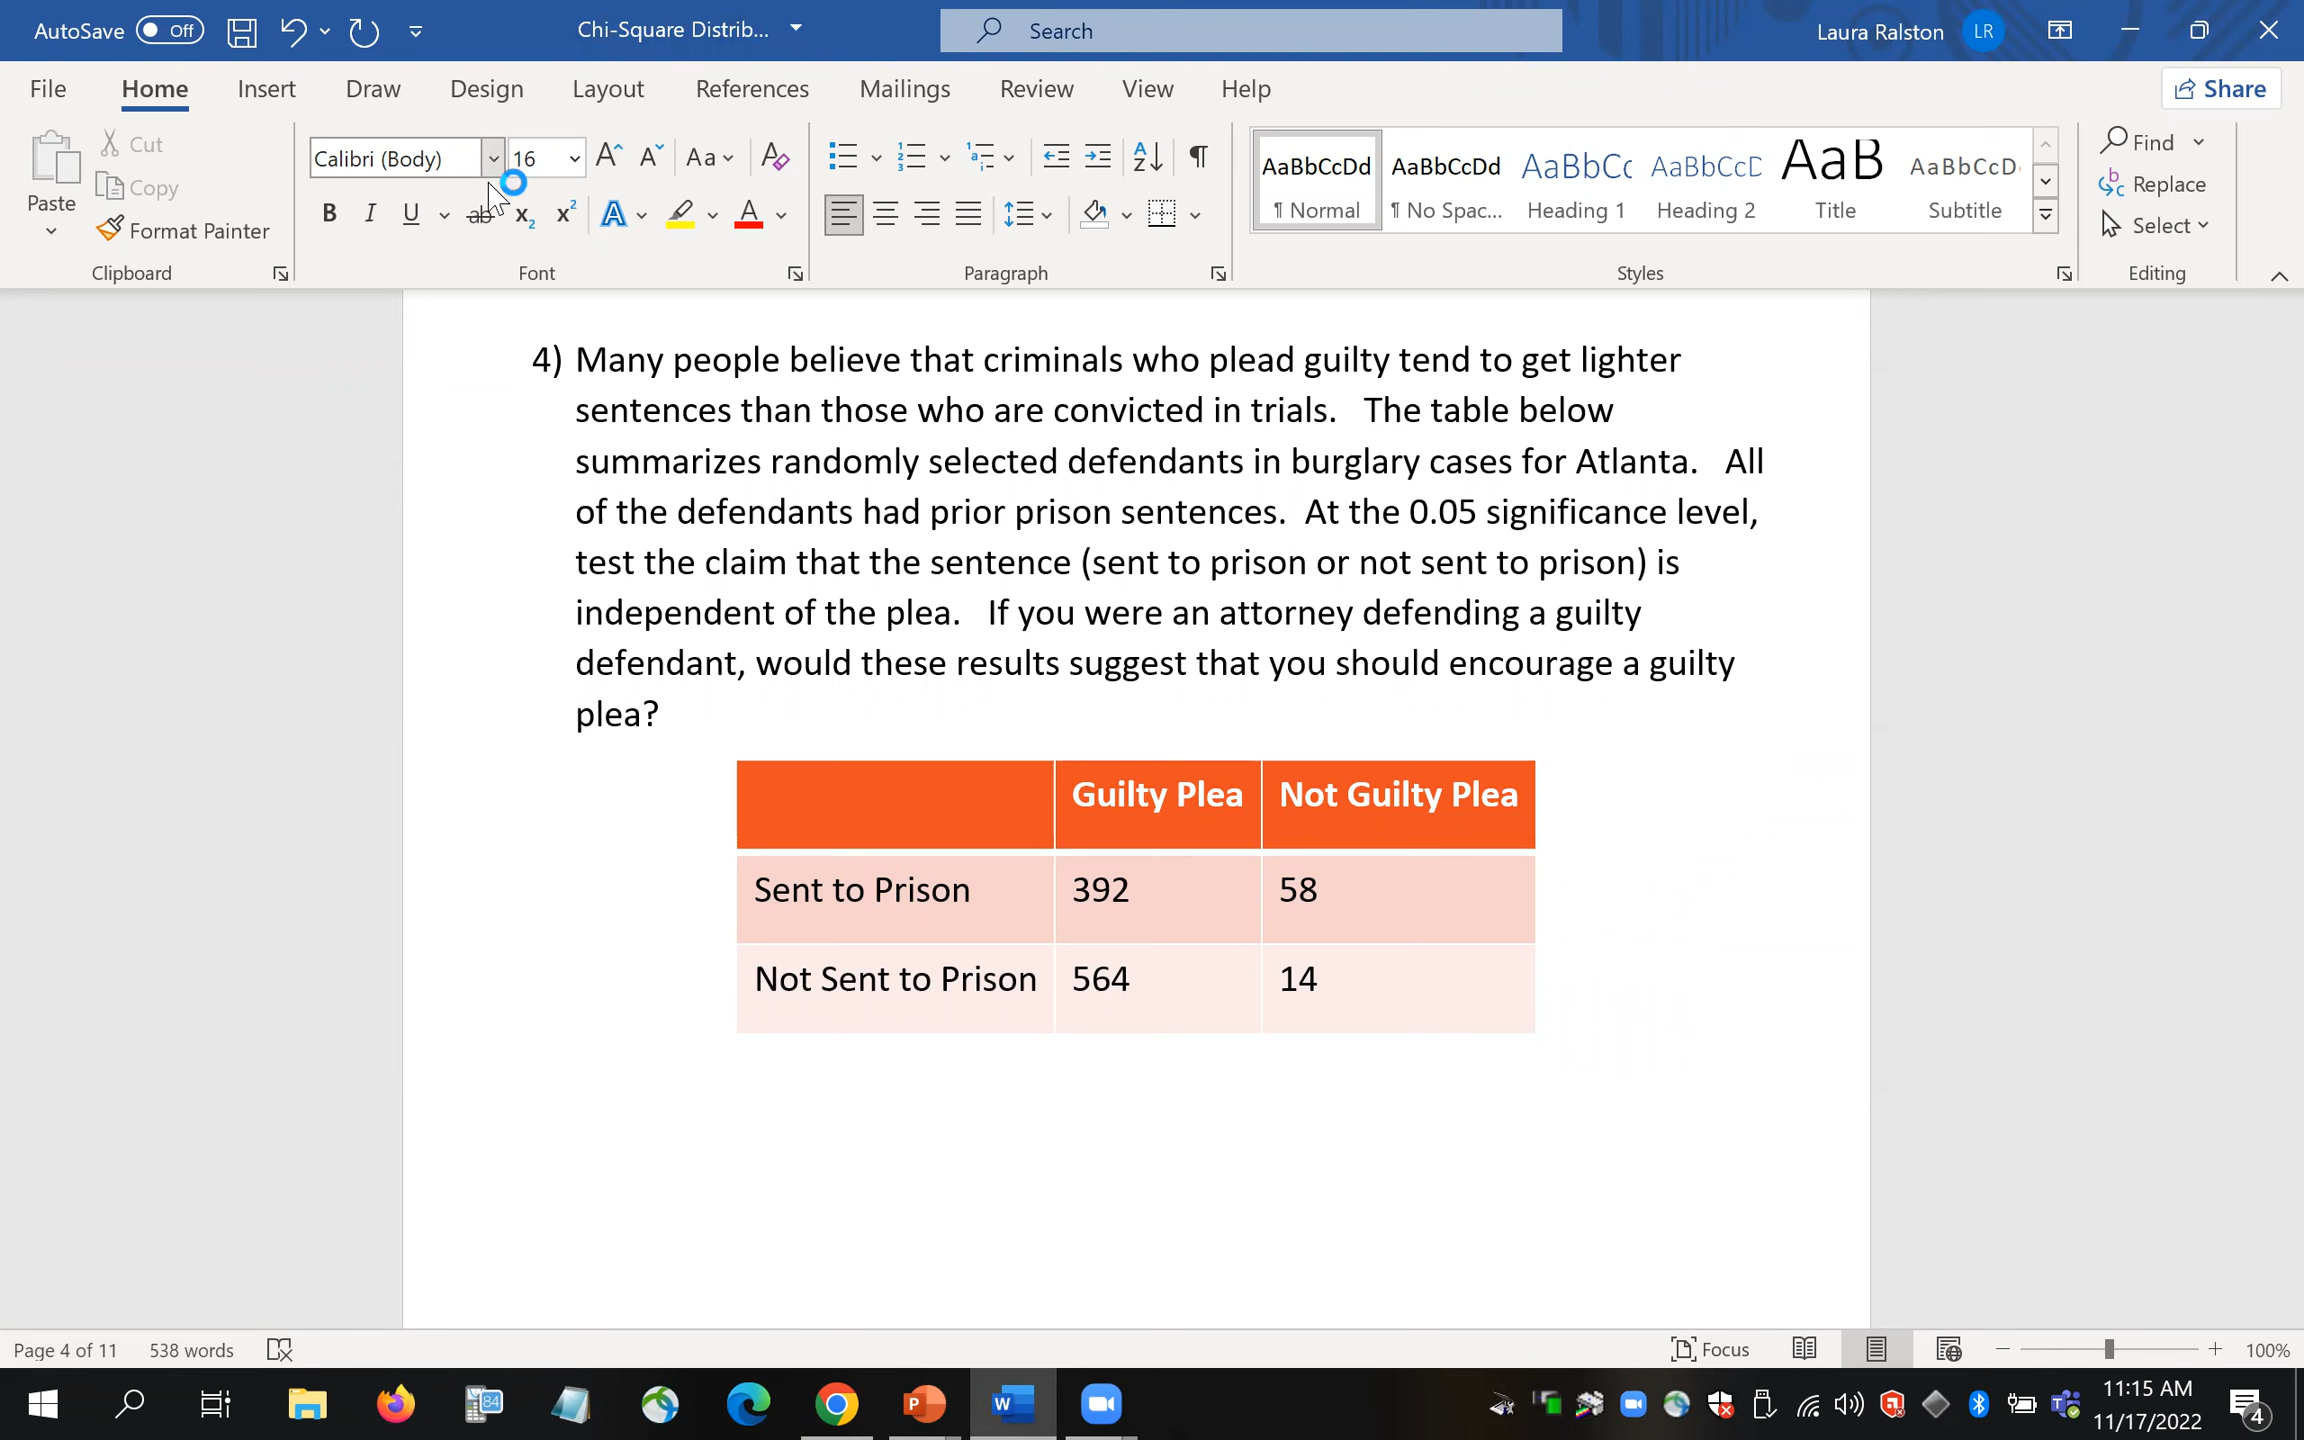 AutoSave Off Chi-Square Distrib... Search Laura Ralston LR
File Home Insert Draw Design Layout References Mailings Review View Help Share
Paste Cut Copy Format Painter
Calibri (Body) 16 A A Aa A
B I U ab x2 x2 A A
AaBbCcDd AaBbCcDd AaBbCc AaBbCcD AaB AaBbCcD
¶ Normal ¶ No Spac... Heading 1 Heading 2 Title Subtitle
Find
Replace
Select
Clipboard Font Paragraph Styles Editing
4) Many people believe that criminals who plead guilty tend to get lighter
sentences than those who are convicted in trials. The table below
summarizes randomly selected defendants in burglary cases for Atlanta. All
of the defendants had prior prison sentences. At the 0.05 significance level,
test the claim that the sentence (sent to prison or not sent to prison) is
independent of the plea. If you were an attorney defending a guilty
defendant, would these results suggest that you should encourage a guilty
plea?
Guilty Plea Not Guilty Plea
Sent to Prison 392 58
Not Sent to Prison 564 14
Page 4 of 11 538 words Focus 100%
84 P W 11:15 AM
11/17/2022 4